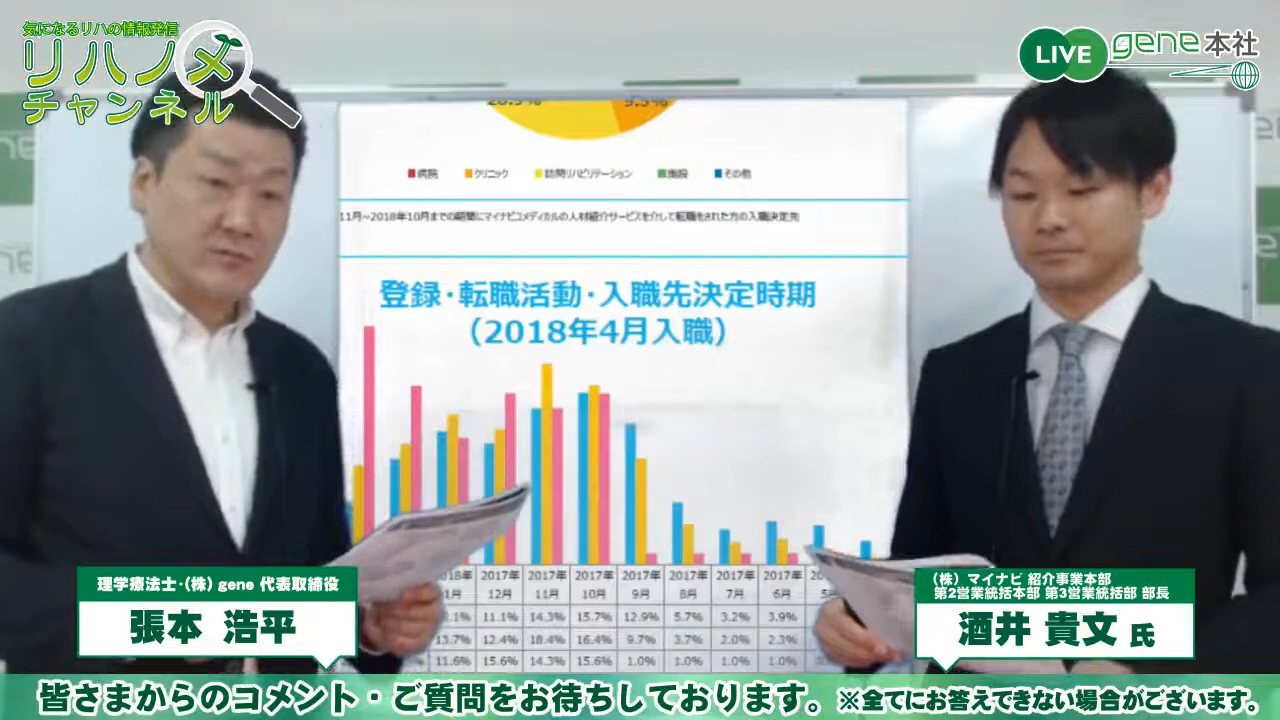 気になるリハの情報発信
リハノメ
チャンネル
LIVE
gene本社
病院 クリニック 訪問リハビリテーション 施設 その他
11月~2018年10月までの期間にマイナビコメディカルの人材紹介サービスを介して転職をされた方の入職決定先
登録・転職活動・入職先決定時期
(2018年4月入職)
2017年 2017年 2017年 2017年 2017年 2017年 2017年
12月 11月 10月 9月 8月 7月 6月
11.1% 14.3% 15.7% 12.9% 5.7% 3.2% 3.9%
13.7% 12.4% 18.4% 16.4% 9.7% 3.7% 2.0%
11.6% 15.6% 14.3% 15.6% 1.0% 1.0% 1.0% 1.0%
理学療法士・(株) gene 代表取締役
張本 浩平
(株) マイナビ 紹介事業本部
第2営業統括本部 第3営業統括部 部長
酒井 貴文 氏
皆さまからのコメント・ご質問をお待ちしております。※全てにお答えできない場合がございます。